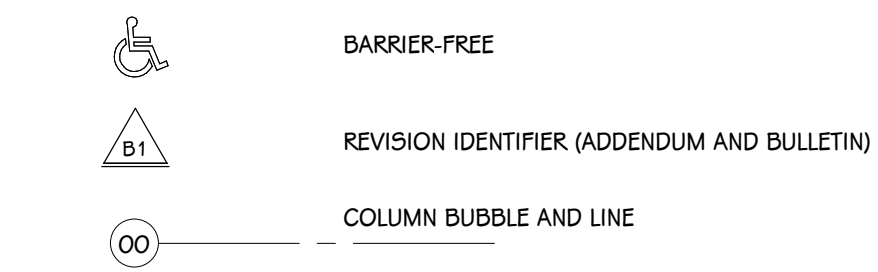 BARRIER-FREE
B1
REVISION IDENTIFIER (ADDENDUM AND BULLETIN)
COLUMN BUBBLE AND LINE
00